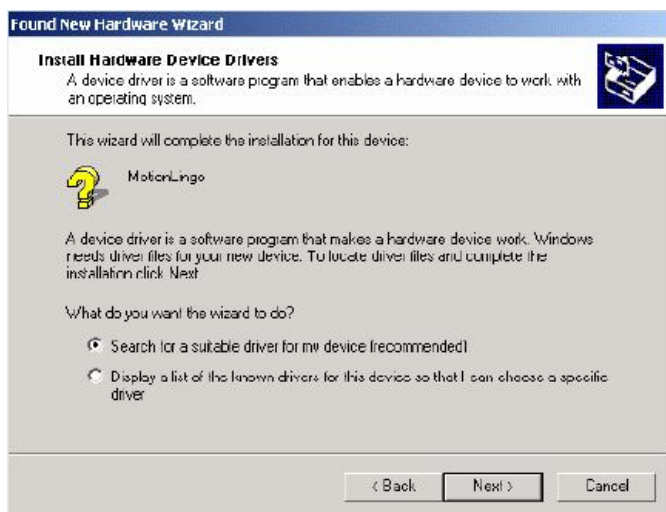 Found New Hardware Wizard
Install Hardware Device Drivers
A device driver is a software program that enables a hardware device to work with
an operating system.
This wizard will complete the installation for this device:
MotionLingo
A device driver is a software program that makes a hardware device work. Windows
needs driver files for your new device. To locate driver files and complete the
installation click Next.
What do you want the wizard to do?
Search for a suitable driver for my device (recommended)
Display a list of the known drivers for this device so that I can choose a specific
driver
< Back
Next >
Cancel